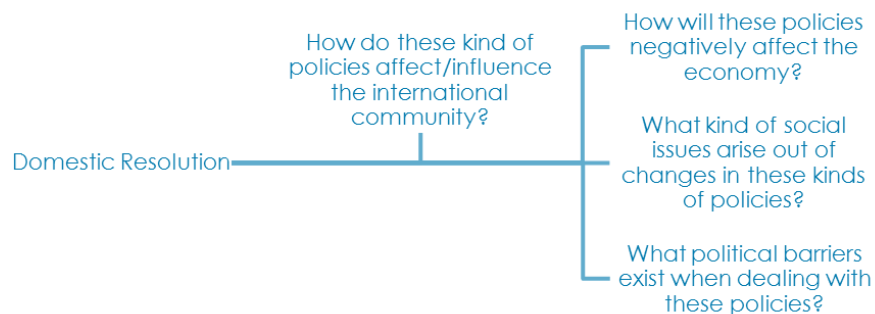 Domestic Resolution
How do these kind of
policies affect/influence
the international
community?
How will these policies
negatively affect the
economy?
What kind of social
issues arise out of
changes in these kinds
of policies?
What political barriers
exist when dealing with
these policies?